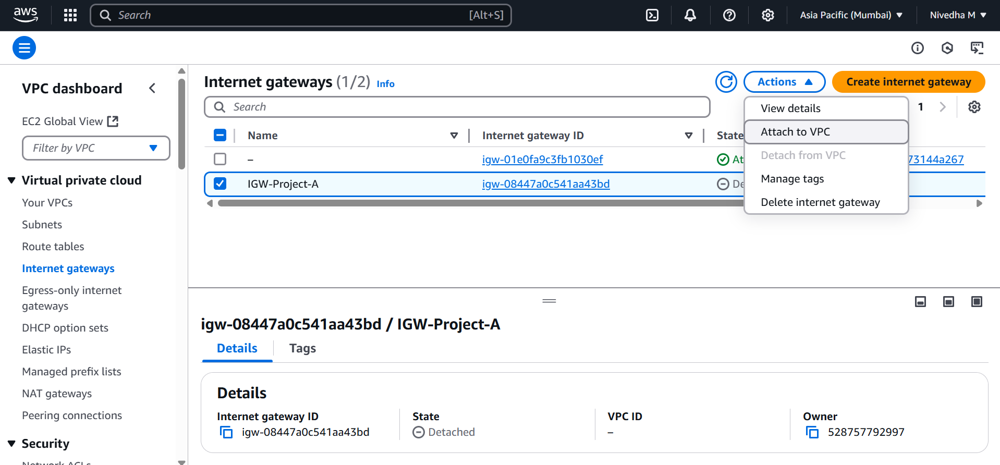 aws
Search [Alt+S]
Asia Pacific (Mumbai)
Nivedha M
VPC dashboard
EC2 Global View
Filter by VPC
Virtual private cloud
Your VPCs
Subnets
Route tables
Internet gateways
Egress-only internet
gateways
DHCP option sets
Elastic IPs
Managed prefix lists
NAT gateways
Peering connections
Security
Network ACLs
Internet gateways (1/2) Info
Actions
Create internet gateway
Search
1
View details
Attach to VPC
Detach from VPC
Manage tags
Delete internet gateway
Name Internet gateway ID State
– igw-01e0fa9c3fb1030ef At 73144a267
IGW-Project-A igw-08447a0c541aa43bd De
igw-08447a0c541aa43bd / IGW-Project-A
Details Tags
Details
Internet gateway ID
igw-08447a0c541aa43bd
State
Detached
VPC ID
–
Owner
528757792997